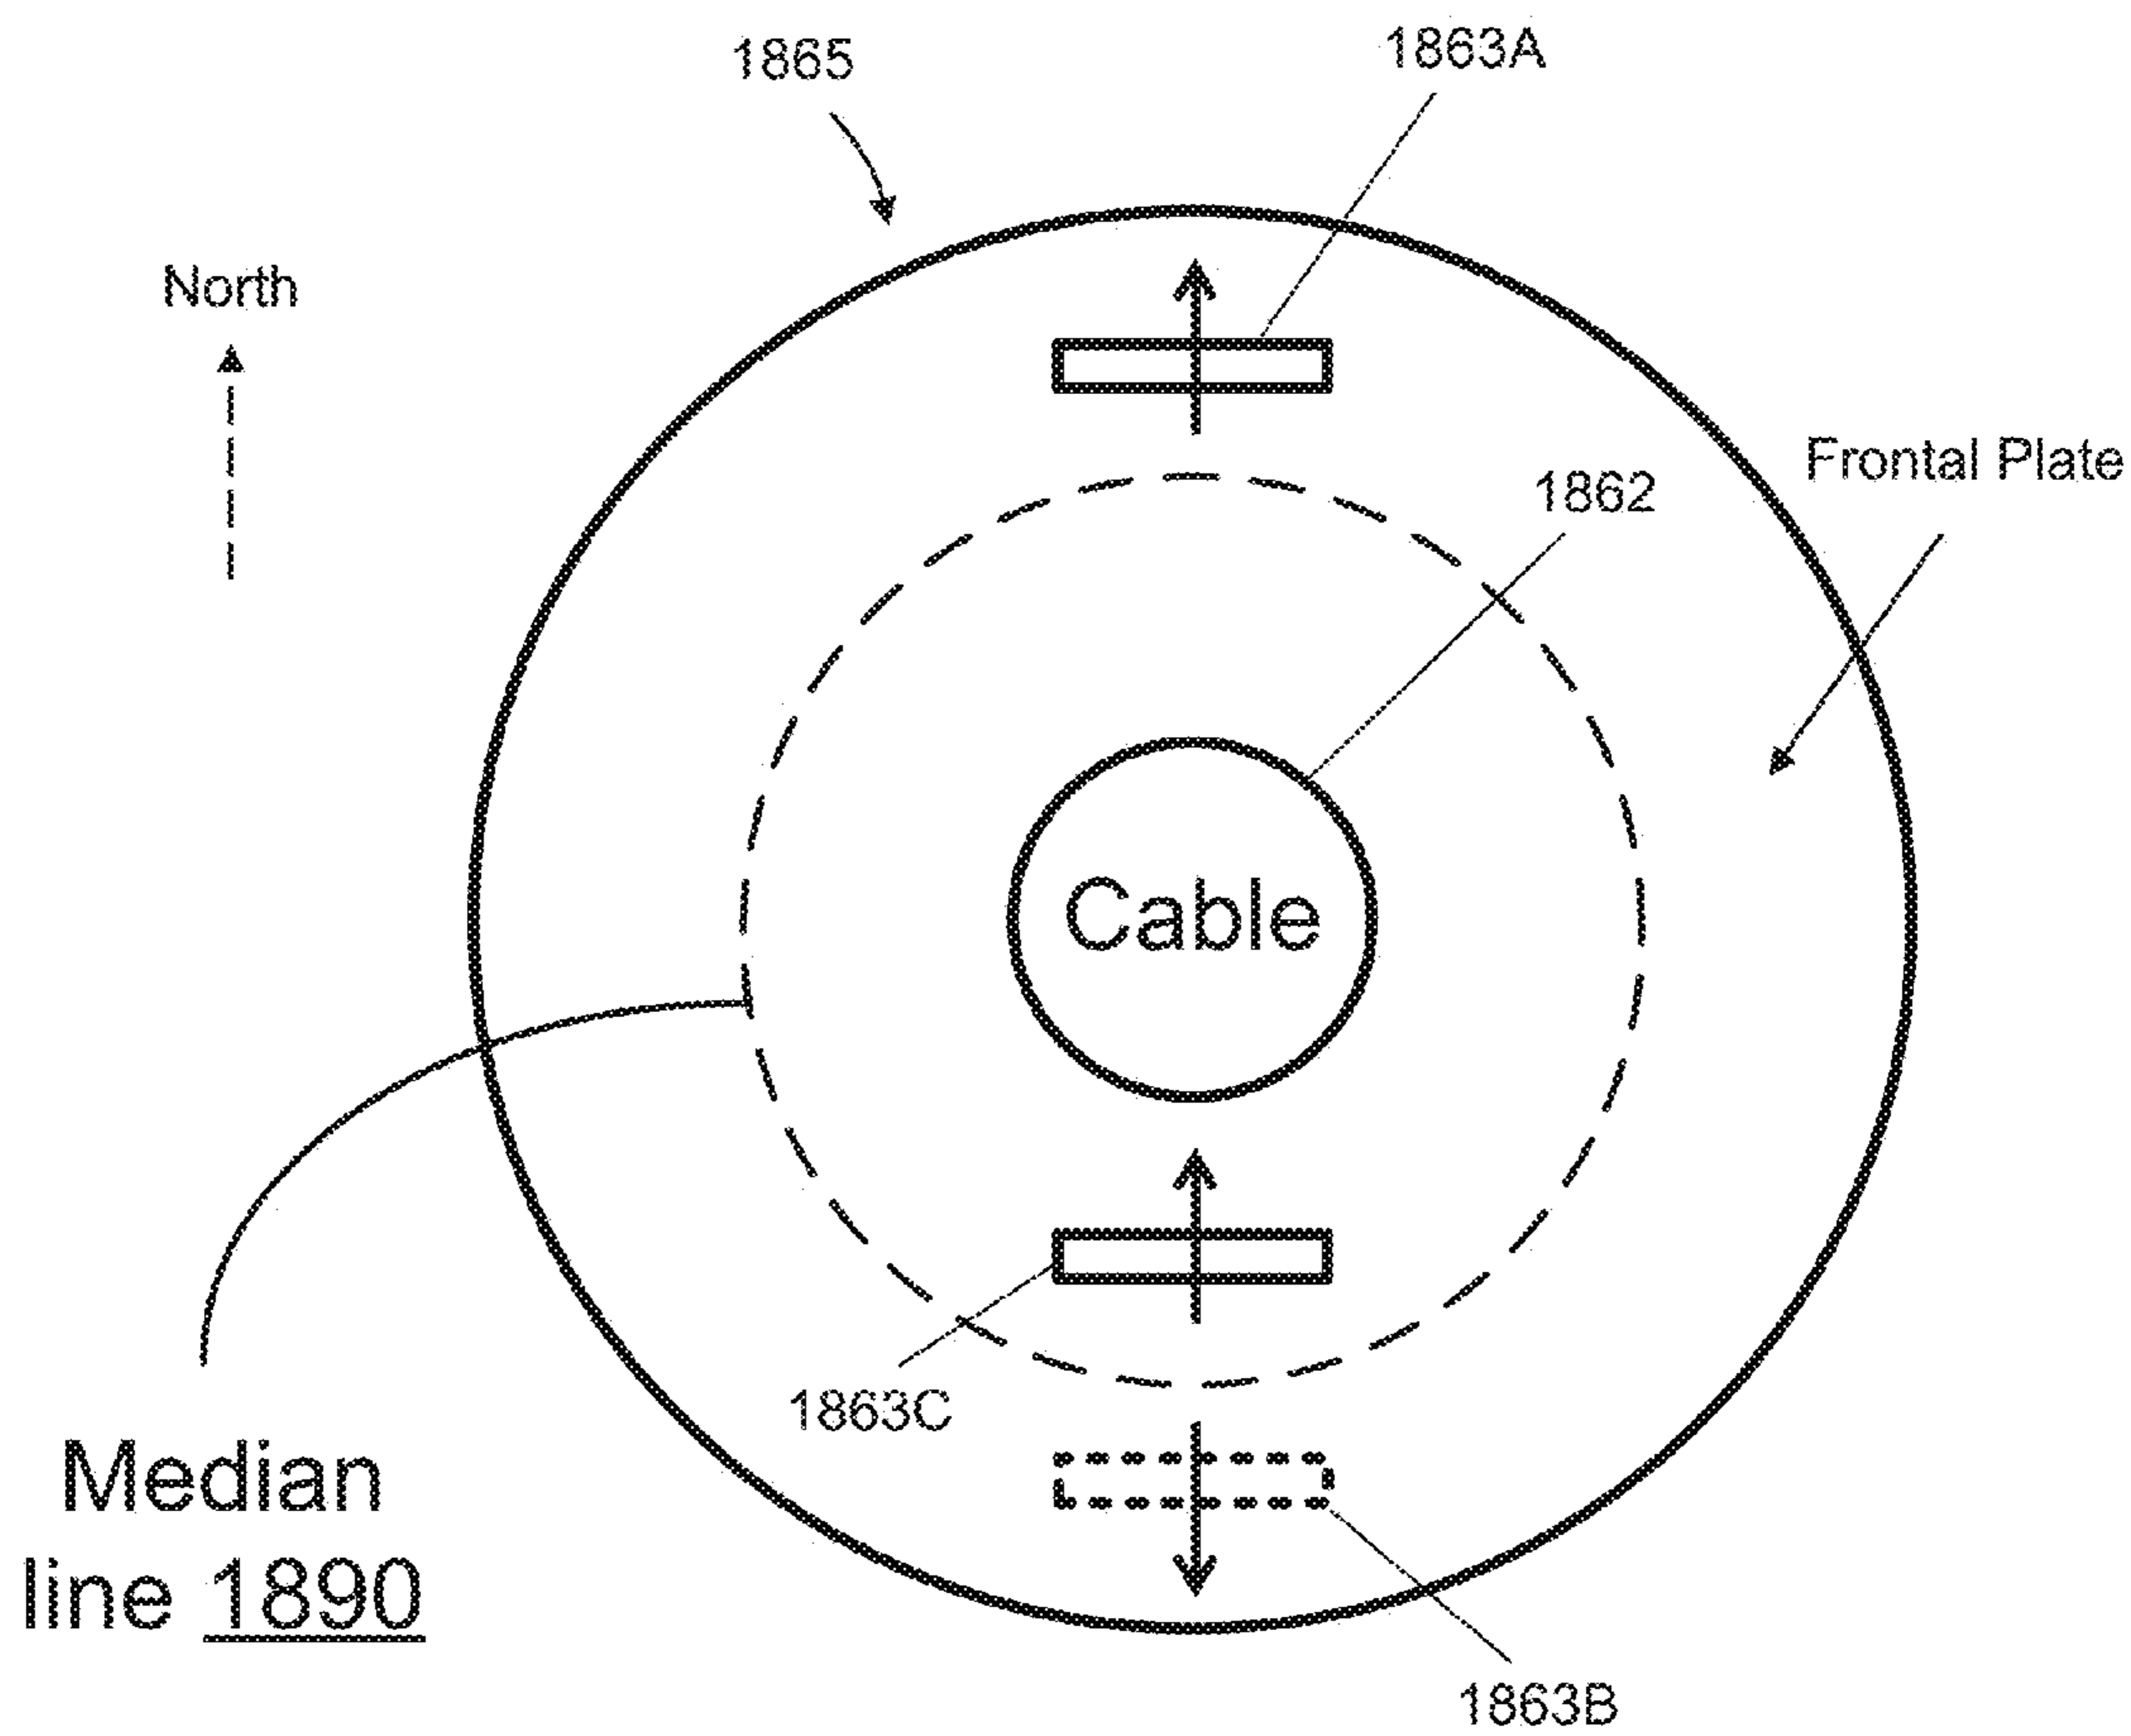 1865
1863A
North
Frontal Plate
1862
Cable
1863C
Median
line 1890
1863B